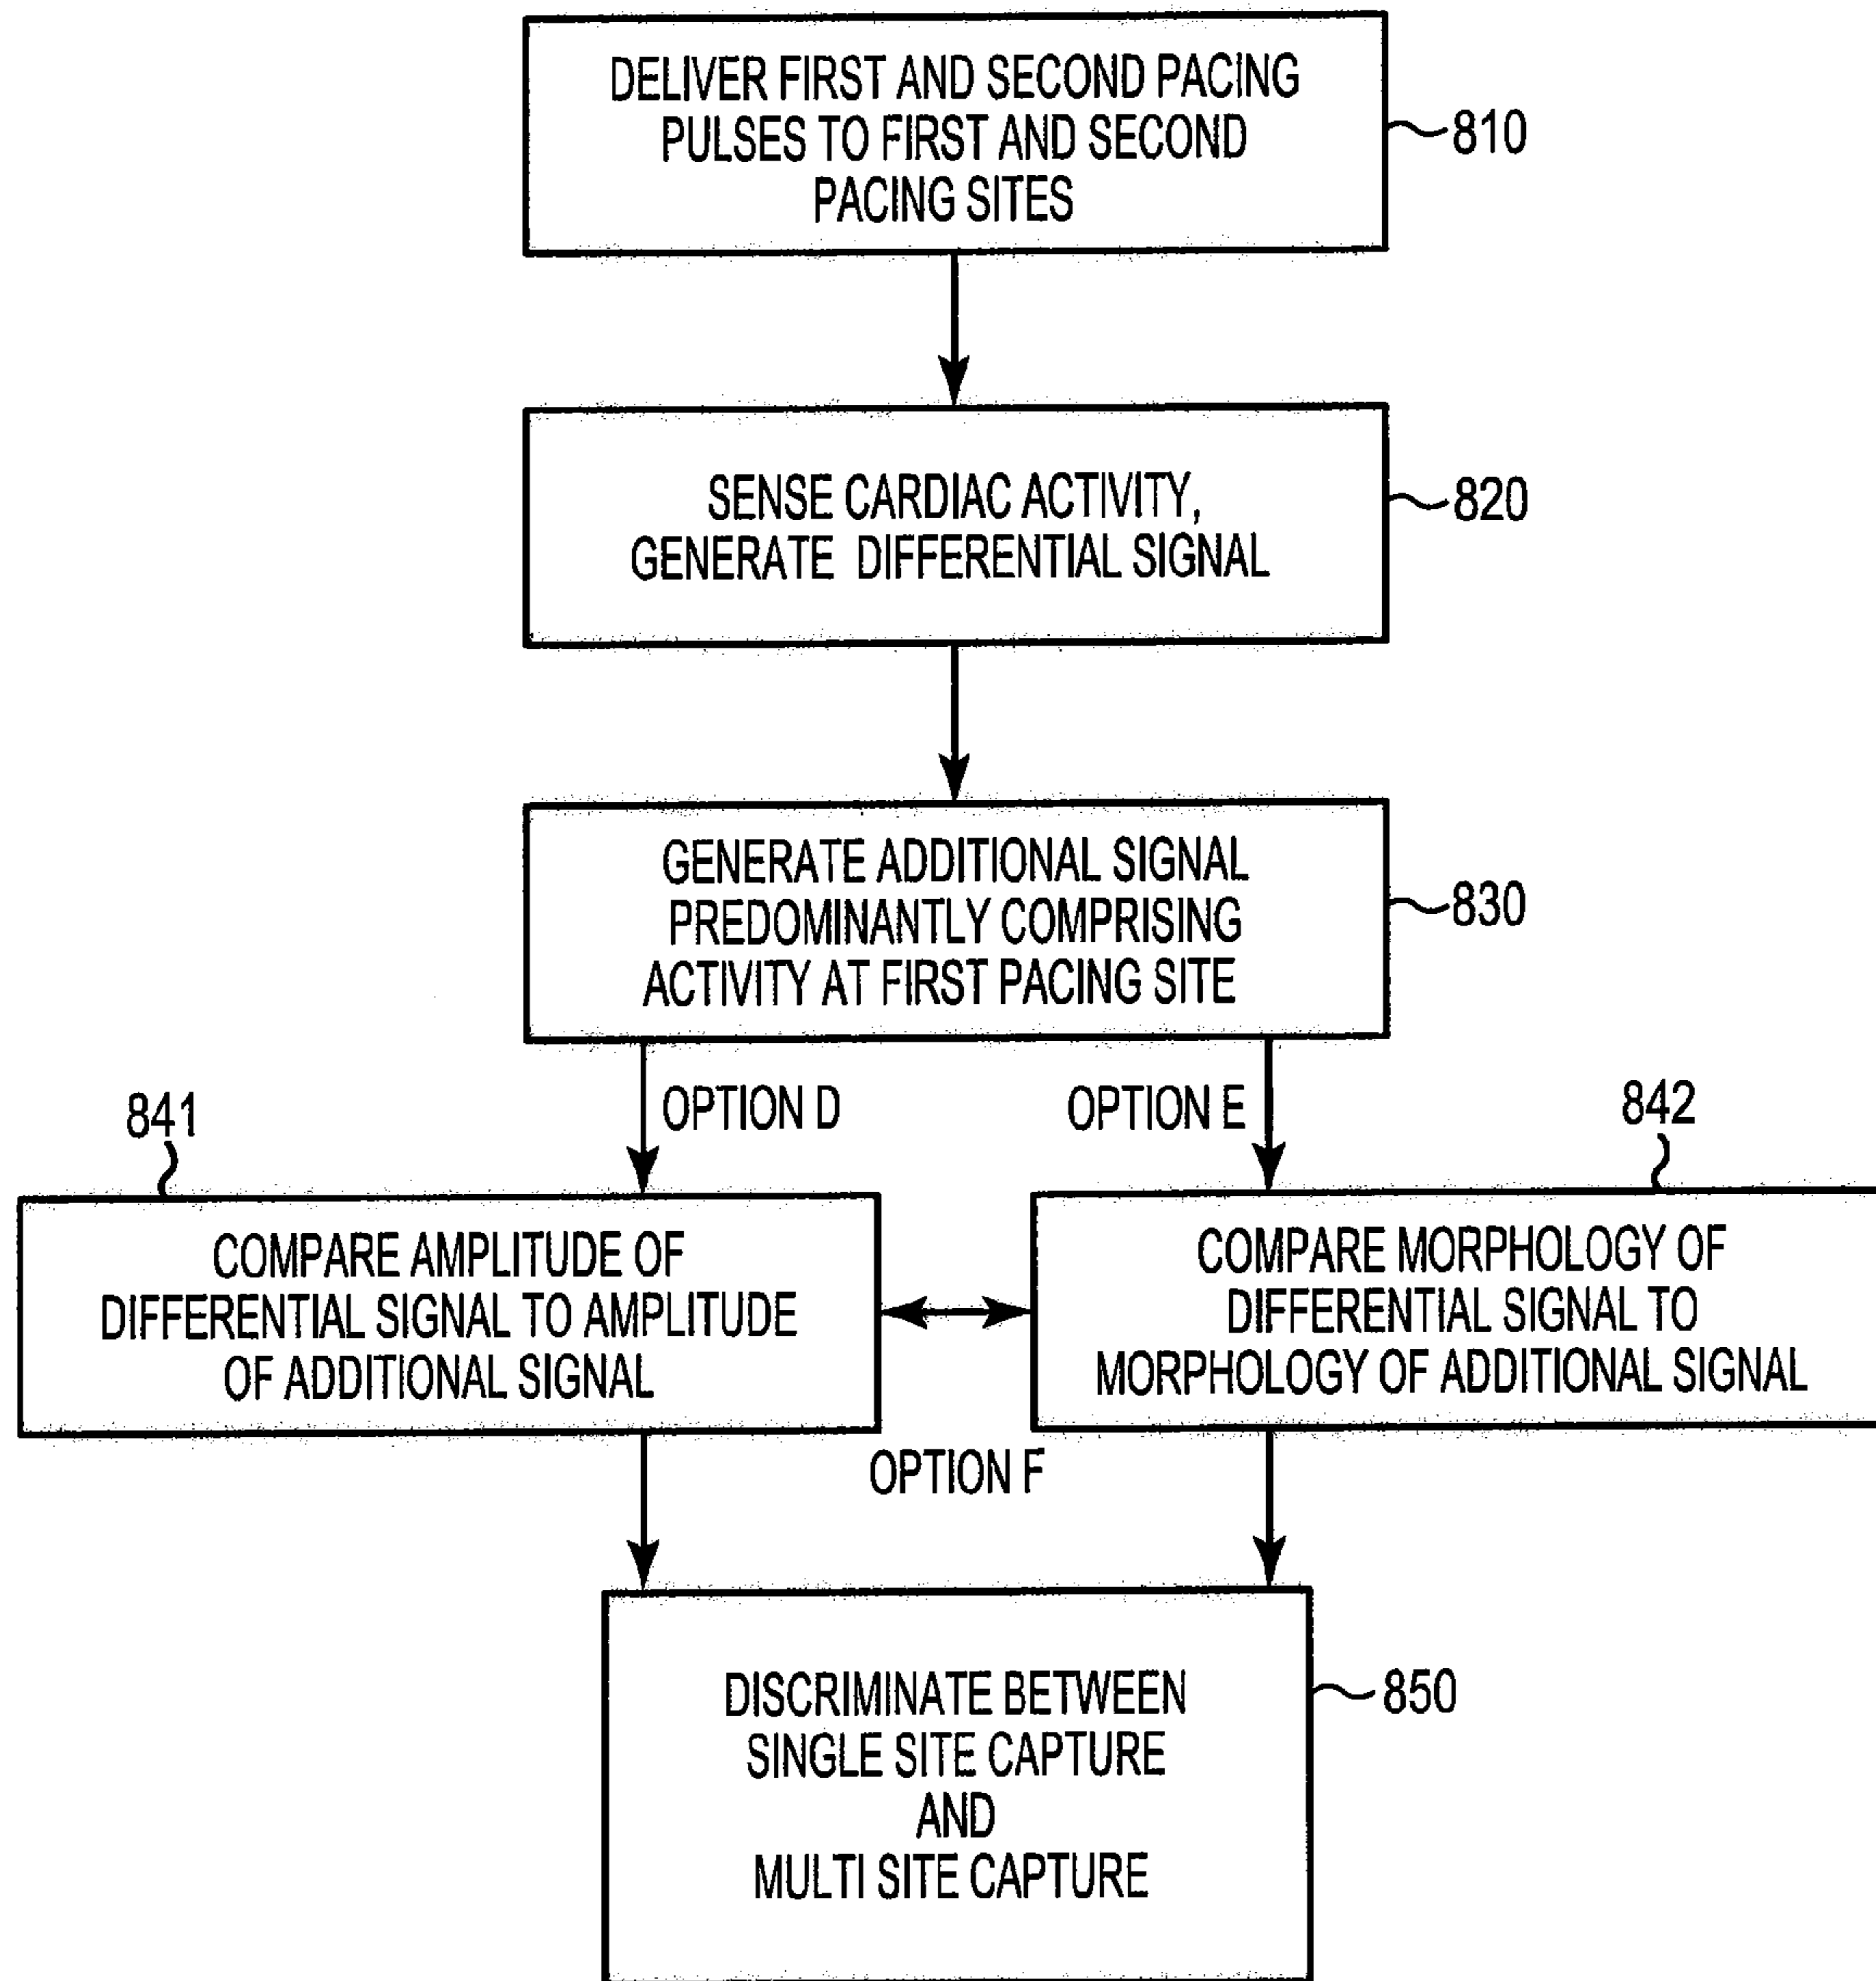 DELIVER FIRST AND SECOND PACING
PULSES TO FIRST AND SECOND
PACING SITES
810
SENSE CARDIAC ACTIVITY,
GENERATE DIFFERENTIAL SIGNAL
820
GENERATE ADDITIONAL SIGNAL
PREDOMINANTLY COMPRISING
ACTIVITY AT FIRST PACING SITE
830
OPTION D
OPTION E
841
842
COMPARE AMPLITUDE OF
DIFFERENTIAL SIGNAL TO AMPLITUDE
OF ADDITIONAL SIGNAL
COMPARE MORPHOLOGY OF
DIFFERENTIAL SIGNAL TO
MORPHOLOGY OF ADDITIONAL SIGNAL
OPTION F
DISCRIMINATE BETWEEN
SINGLE SITE CAPTURE
AND
MULTI SITE CAPTURE
850